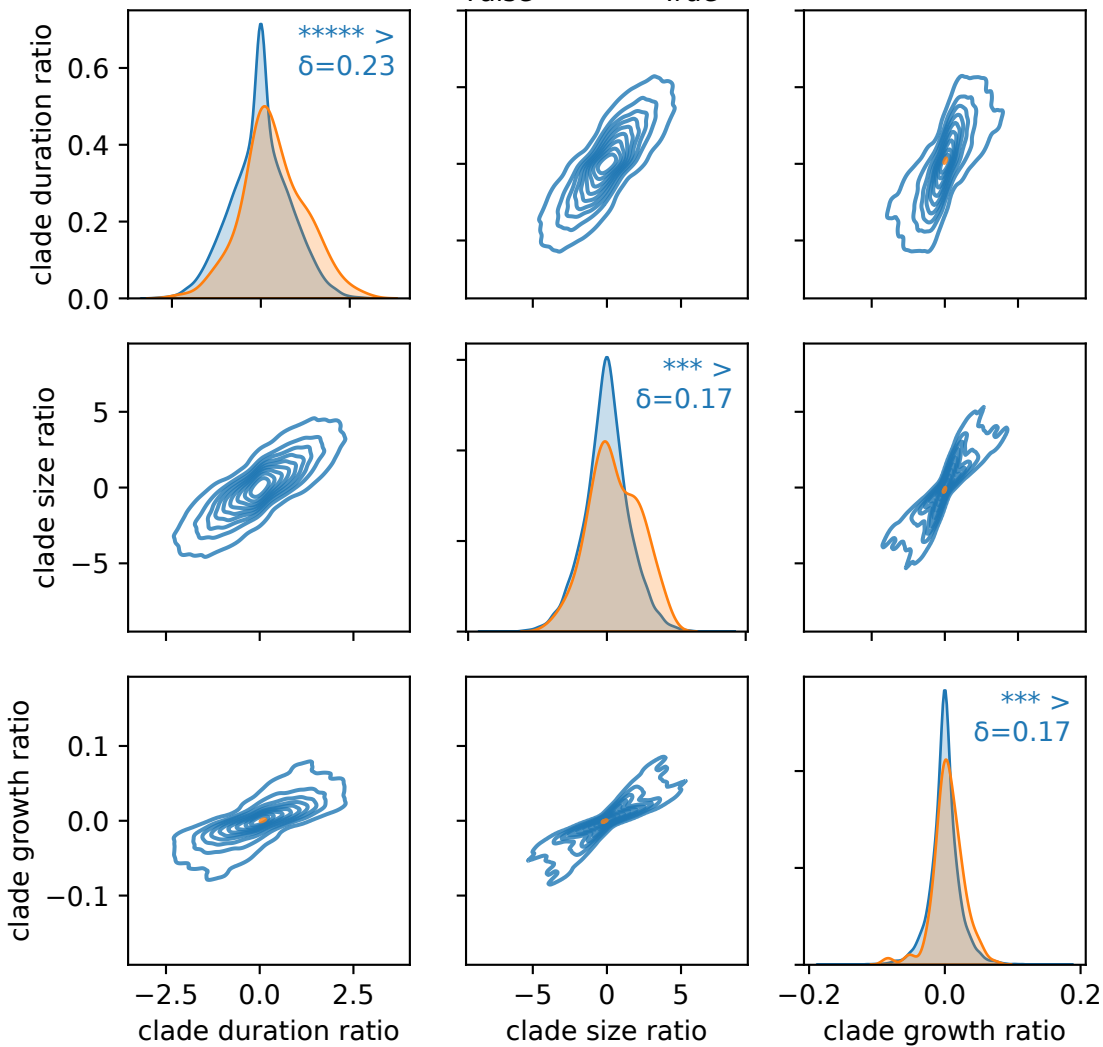 clade duration ratio
0.6
0.4
0.2
0.0
***** >
δ=0.23
clade size ratio
5
0
−5
*** >
δ=0.17
clade growth ratio
0.1
0.0
−0.1
*** >
δ=0.17
−2.5 0.0 2.5
−5 0 5
−0.2 0.0 0.2
clade duration ratio
clade size ratio
clade growth ratio